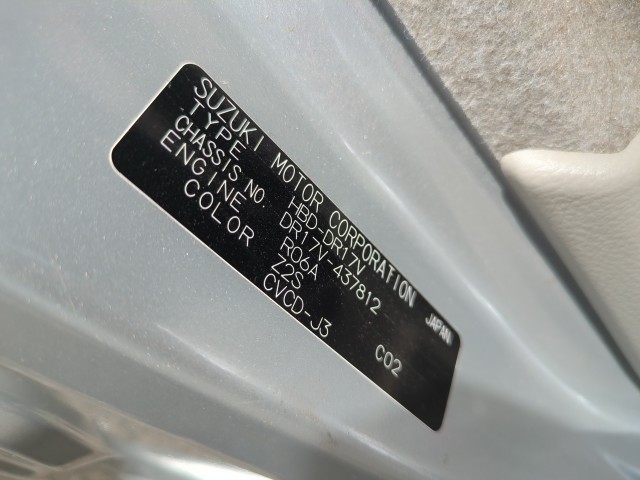 SUZUKI MOTOR CORPORATION JAPAN
TYPE HBD-DR17V
CHASSIS NO. DR17V-437812
ENGINE R06A
COLOR Z2S
CVCD-J3 C02